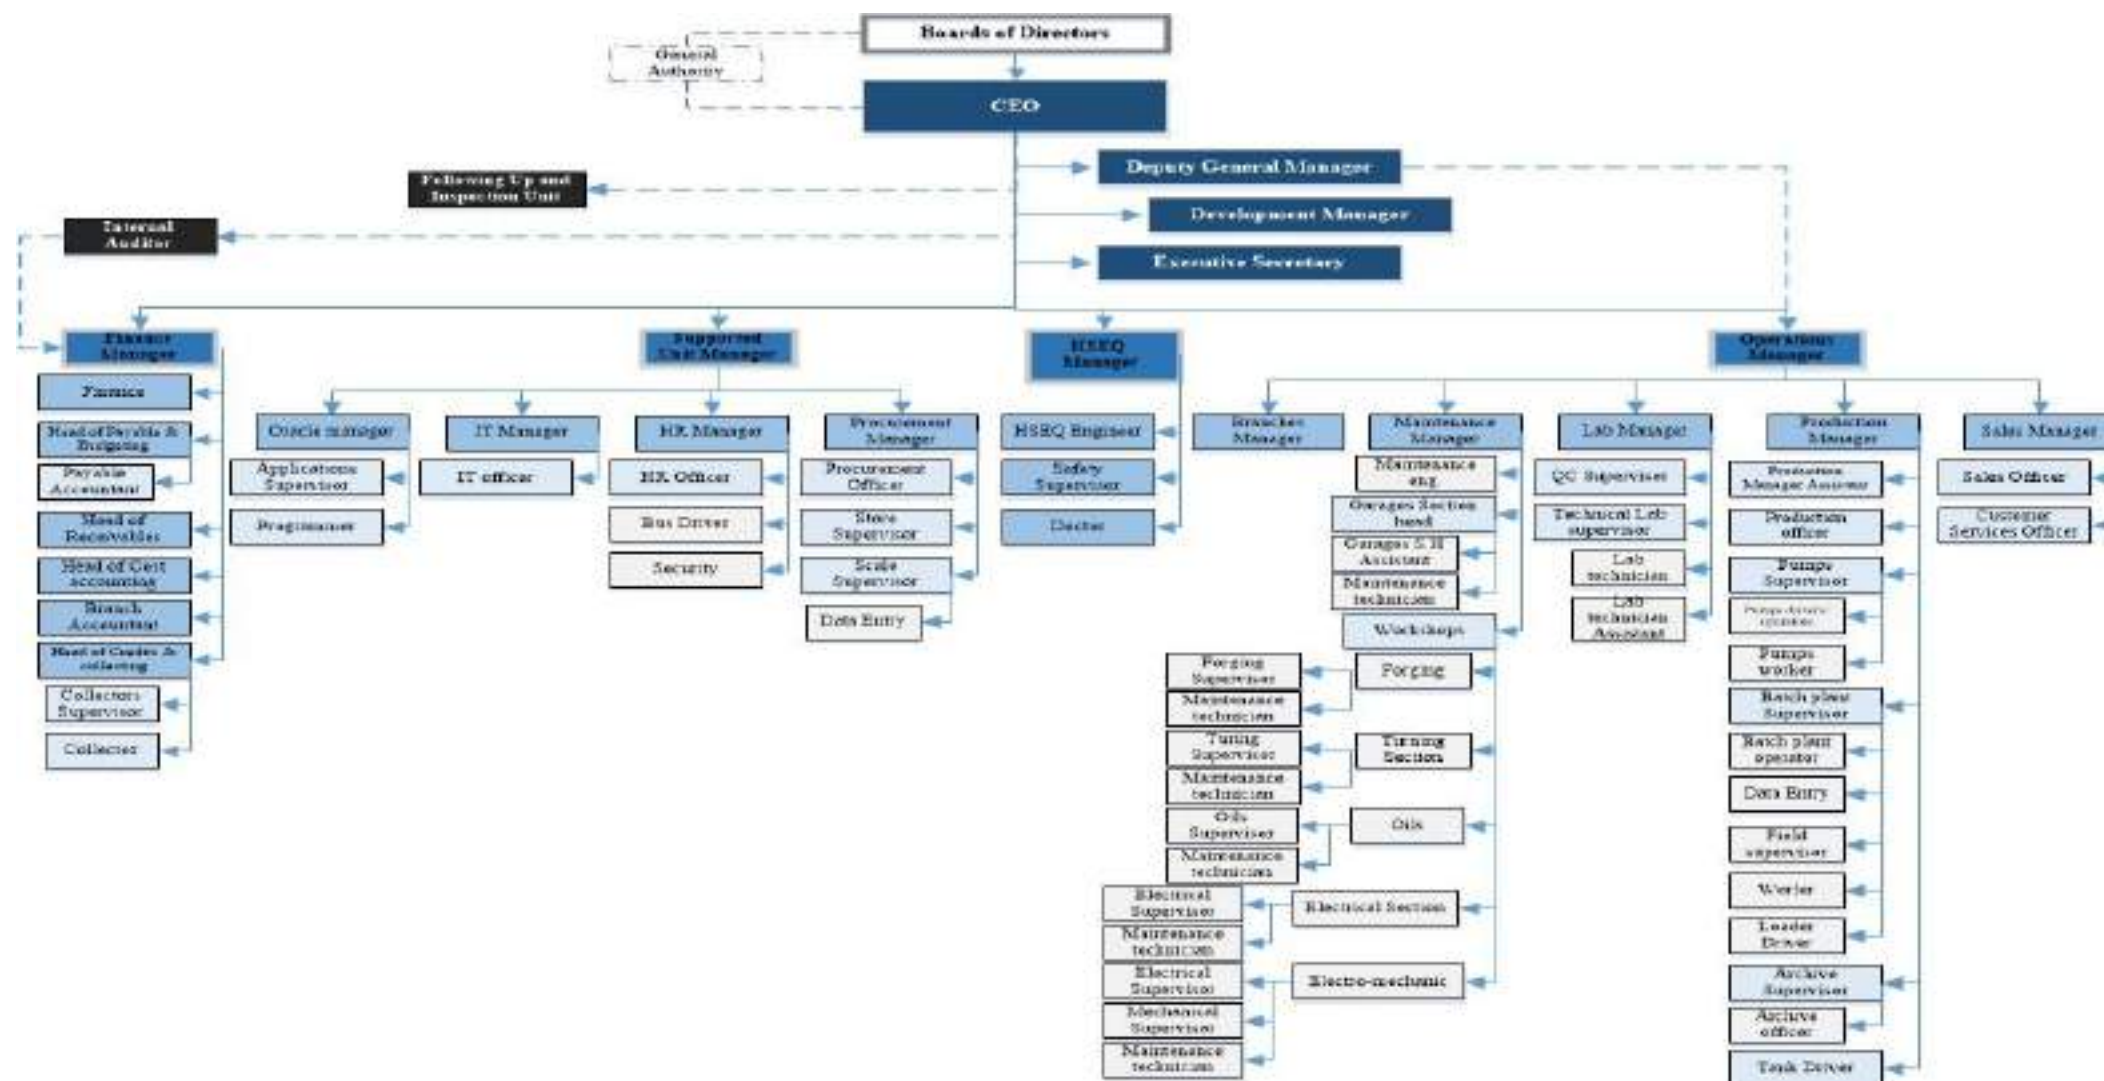 Boards of Directors
General
Authority
CEO
Deputy General Manager
Following Up and
Inspection Unit
Development Manager
Internal
Auditor
Executive Secretary
Finance
Manager
Supported
Unit Manager
HSEQ
Manager
Operations
Manager
Finance
Head of Payable &
Budgeting
Payable
Accountant
Head of
Receivables
Head of Cost
accounting
Branch
Accountant
Head of &
collecting
Collectors
Supervisor
Collector
Oracle manager
Applications
Supervisor
Programmer
IT Manager
IT officer
HR Manager
HR Officer
Bus Driver
Security
Procurement
Manager
Procurement
Officer
Store
Supervisor
Scale
Supervisor
Data Entry
HSEQ Engineer
Safety
Supervisor
Doctor
Branches
Manager
Maintenance
Manager
Maintenance
eng
Garages Section
head
Garages S.H
Assistant
Maintenance
technician
Workshops
Forging
Forging
Supervisor
Maintenance
technician
Turning
Section
Turing
Supervisor
Maintenance
technician
Oils
Oils
Supervisor
Maintenance
technician
Electrical Section
Electrical
Supervisor
Maintenance
technician
Electro-mechanic
Electrical
Supervisor
Mechanical
Supervisor
Maintenance
technician
Lab Manager
QC Supervisor
Technical Lab
supervisor
Lab
technician
Lab
technician
Assistant
Production
Manager
Production
Manager Assistant
Production
officer
Pumps
Supervisor
Pumps
worker
Batch plant
Supervisor
Batch plant
operator
Data Entry
Field
supervisor
Loader
Driver
Archive
Supervisor
Archive
officer
Driver
Sales Manager
Sales Officer
Customer
Services Officer